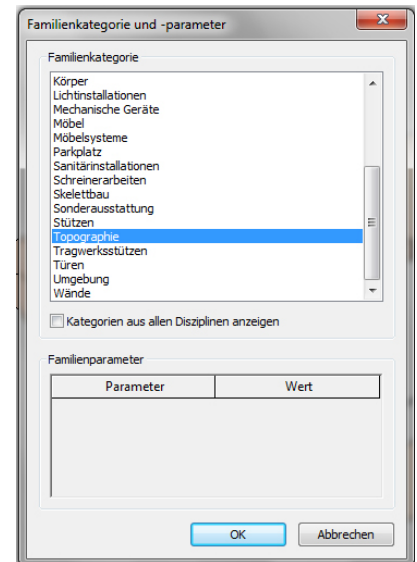 Familienkategorie und -parameter
Familienkategorie
Körper
Lichtinstallationen
Mechanische Geräte
Möbel
Möbelsysteme
Parkplatz
Sanitärinstallationen
Schreinerarbeiten
Skelettbau
Sonderausstattung
Stützen
Topographie
Tragwerksstützen
Türen
Umgebung
Wände
Kategorien aus allen Disziplinen anzeigen
Familienparameter
Parameter Wert
OK Abbrechen